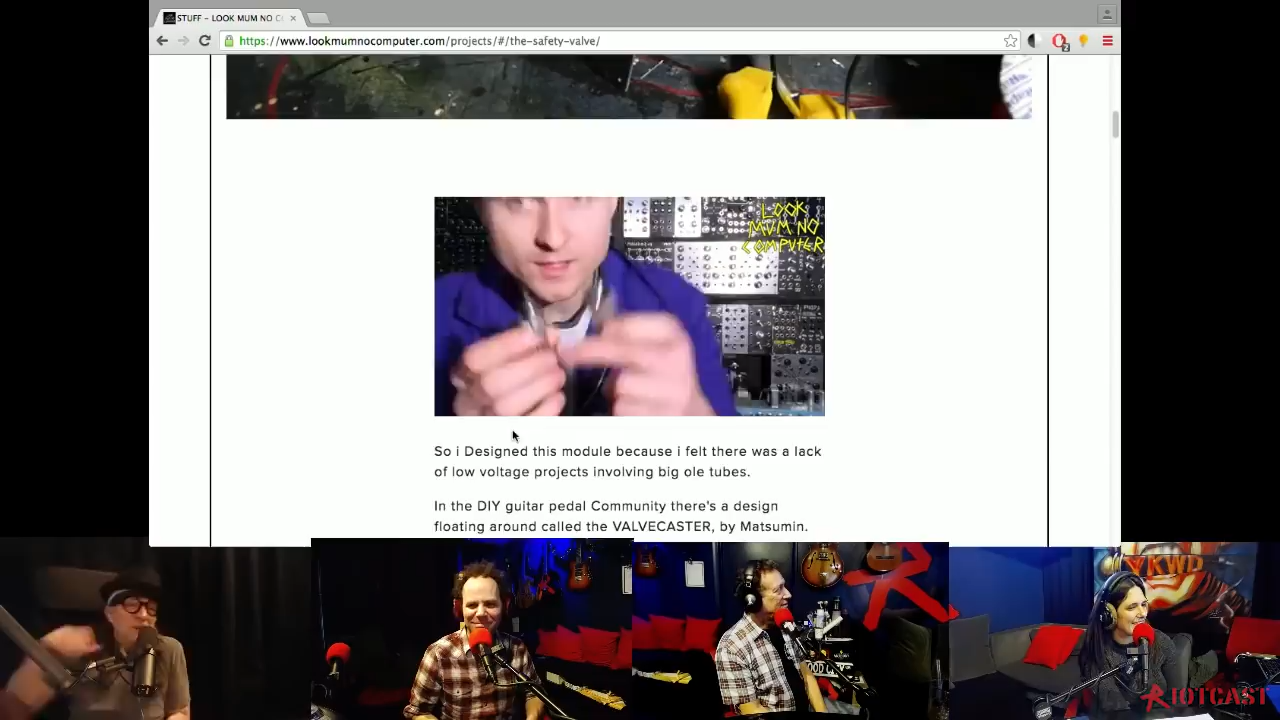 STUFF – LOOK MUM NO C
https://www.lookmumnocomputer.com/projects/#/the-safety-valve/
2
LOOK
MUM NO
COMPUTER
So i Designed this module because i felt there was a lack
of low voltage projects involving big ole tubes.
In the DIY guitar pedal Community there's a design
floating around called the VALVECASTER, by Matsumin.
YKWD
R
RIOTCAST